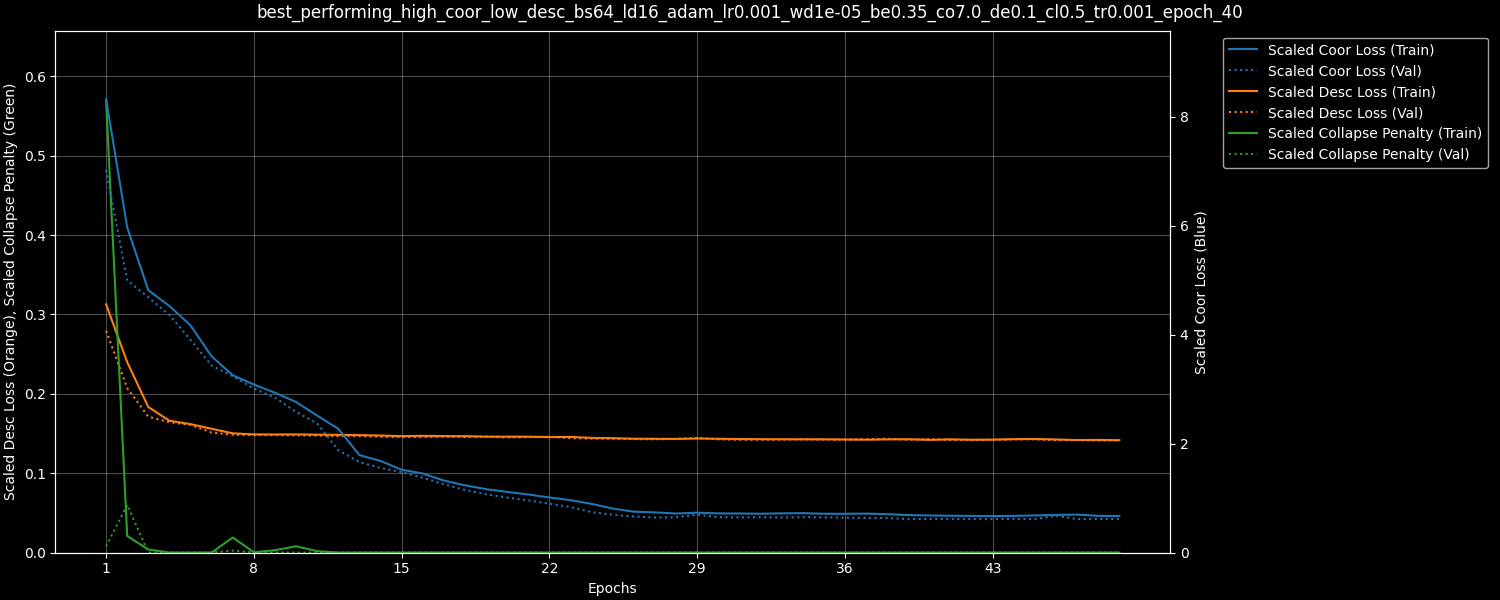 best_performing_high_coor_low_desc_bs64_ld16_adam_lr0.001_wd1e-05_be0.35_co7.0_de0.1_cl0.5_tr0.001_epoch_40
Scaled Desc Loss (Orange), Scaled Collapse Penalty (Green)
0.6
0.5
0.4
0.3
0.2
0.1
0.0
1
8
15
22
29
36
43
Epochs
8
6
4
2
0
Scaled Coor Loss (Blue)
Scaled Coor Loss (Train)
Scaled Coor Loss (Val)
Scaled Desc Loss (Train)
Scaled Desc Loss (Val)
Scaled Collapse Penalty (Train)
Scaled Collapse Penalty (Val)